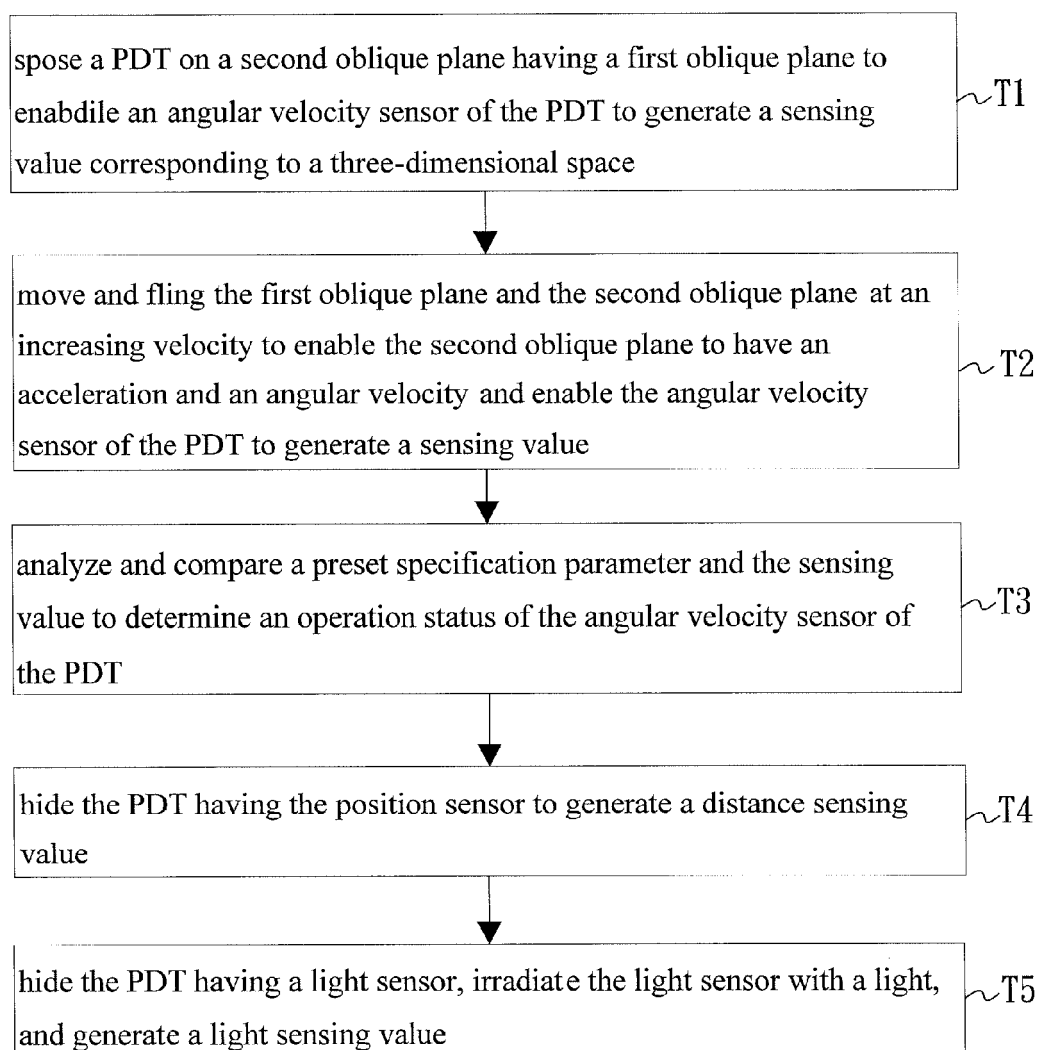 spose a PDT on a second oblique plane having a first oblique plane to
enabdile an angular velocity sensor of the PDT to generate a sensing
value corresponding to a three-dimensional space
T1
move and fling the first oblique plane and the second oblique plane at an
increasing velocity to enable the second oblique plane to have an
acceleration and an angular velocity and enable the angular velocity
sensor of the PDT to generate a sensing value
T2
analyze and compare a preset specification parameter and the sensing
value to determine an operation status of the angular velocity sensor of
the PDT
T3
hide the PDT having the position sensor to generate a distance sensing
value
T4
hide the PDT having a light sensor, irradiate the light sensor with a light,
and generate a light sensing value
T5